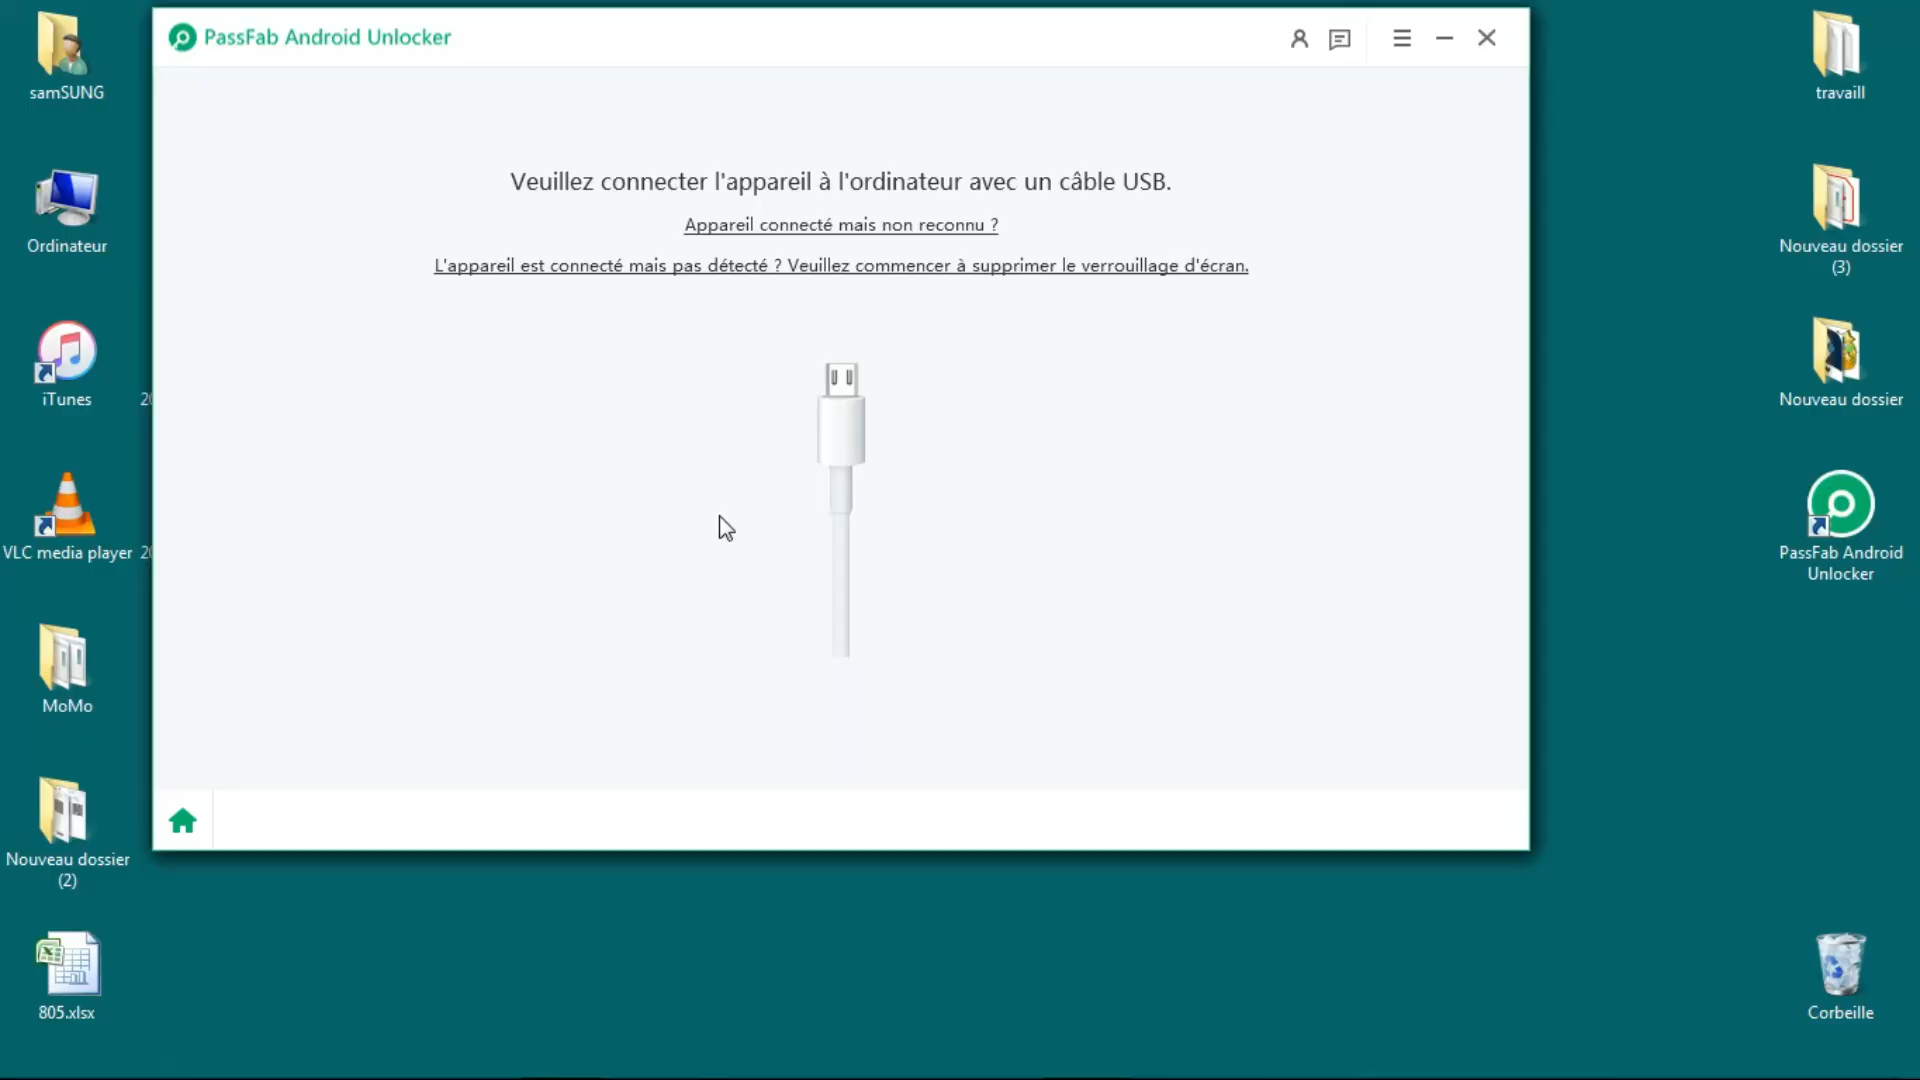 PassFab Android Unlocker
Veuillez connecter l'appareil à l'ordinateur avec un câble USB.
Appareil connecté mais non reconnu ?
L'appareil est connecté mais pas détecté ? Veuillez commencer à supprimer le verrouillage d'écran.
samSUNG
Ordinateur
iTunes
20
VLC media player
20
MoMo
Nouveau dossier
(2)
805.xlsx
travaill
Nouveau dossier
(3)
Nouveau dossier
PassFab Android
Unlocker
Corbeille